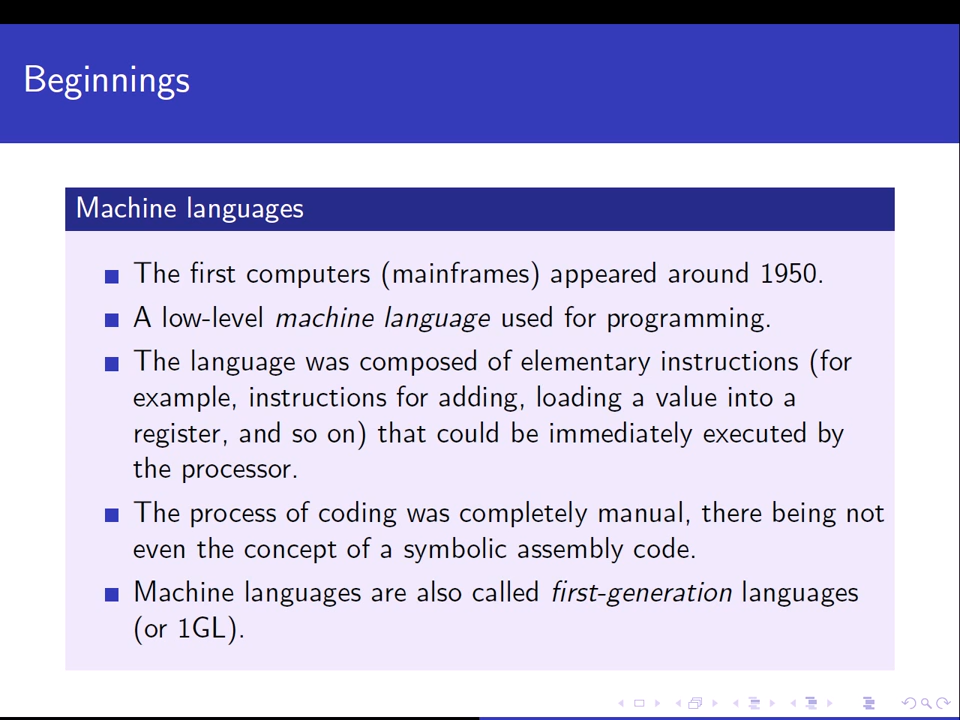 Beginnings
Machine languages
The first computers (mainframes) appeared around 1950.
A low-level machine language used for programming.
The language was composed of elementary instructions (for
example, instructions for adding, loading a value into a
register, and so on) that could be immediately executed by
the processor.
The process of coding was completely manual, there being not
even the concept of a symbolic assembly code.
Machine languages are also called first-generation languages
(or 1GL).